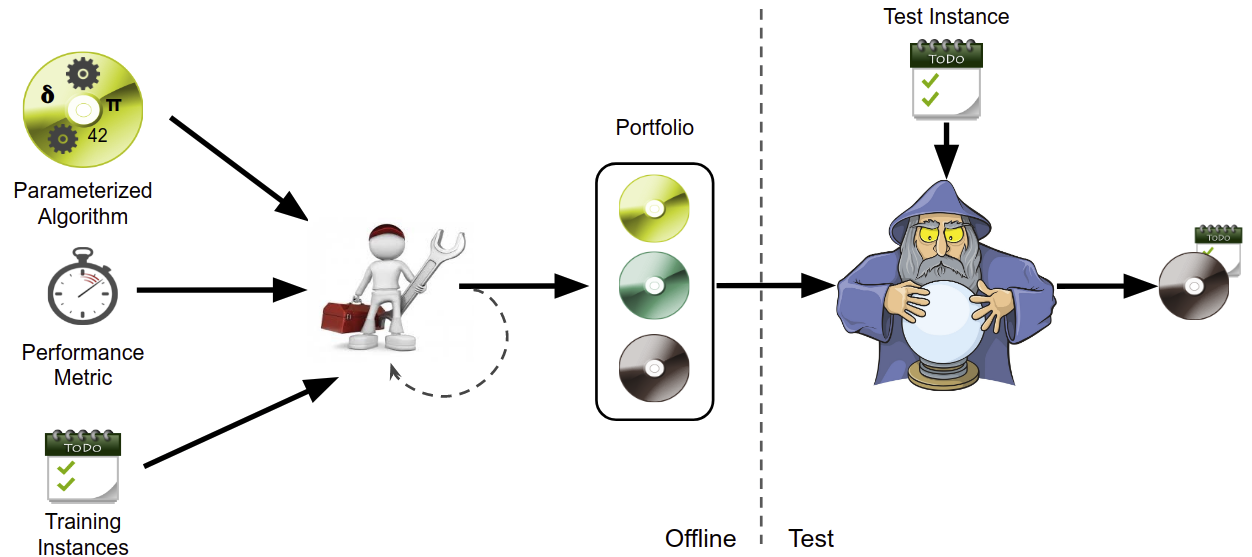 Test Instance
ToDo
δ
π
42
Portfolio
Parameterized
Algorithm
ToDo
Performance
Metric
ToDo
Training
Instances
Offline
Test